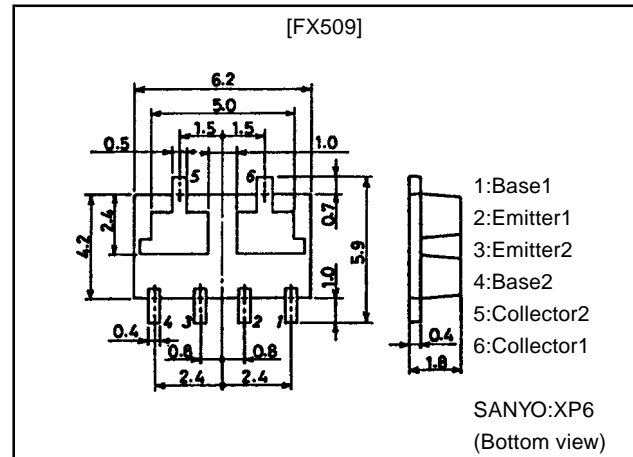 [FX509]
6.2
5.0
1.5 1.5
0.5 1.0
5 6
0.7
4.2 2.4 5.9
1.0
4 3 2 1
0.4
0.8 0.8
2.4 2.4
0.4
1.8
1:Base1
2:Emitter1
3:Emitter2
4:Base2
5:Collector2
6:Collector1
SANYO:XP6
(Bottom view)